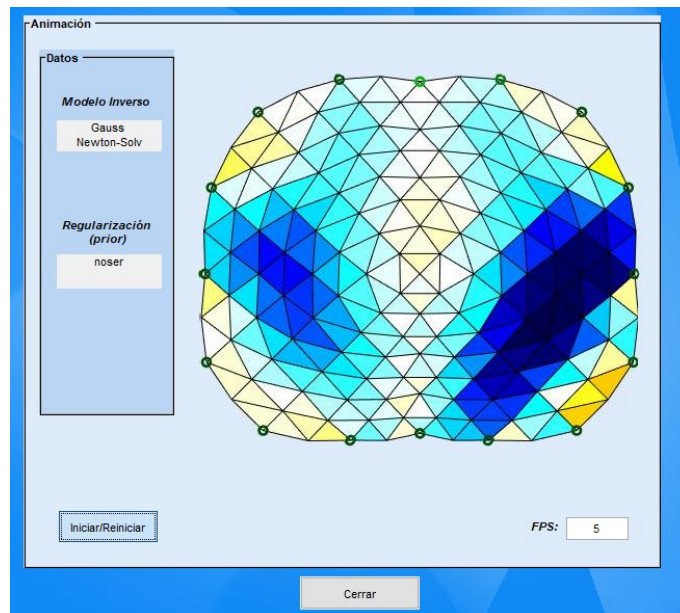 Animación
Datos
Modelo Inverso
Gauss
Newton-Solv
Regularización
(prior)
noser
Iniciar/Reiniciar
FPS:
5
Cerrar